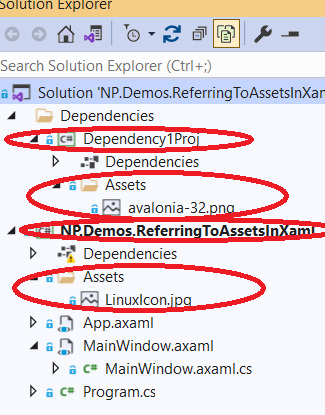 Solution Explorer
Search Solution Explorer (Ctrl+;)
Solution 'NP.Demos.ReferringToAssetsInXaml
Dependencies
Dependency1Proj
Dependencies
Assets
avalonia-32.png
NP.Demos.ReferringToAssetsInXaml
Dependencies
Assets
LinuxIcon.jpg
App.axaml
MainWindow.axaml
C# MainWindow.axaml.cs
C# Program.cs